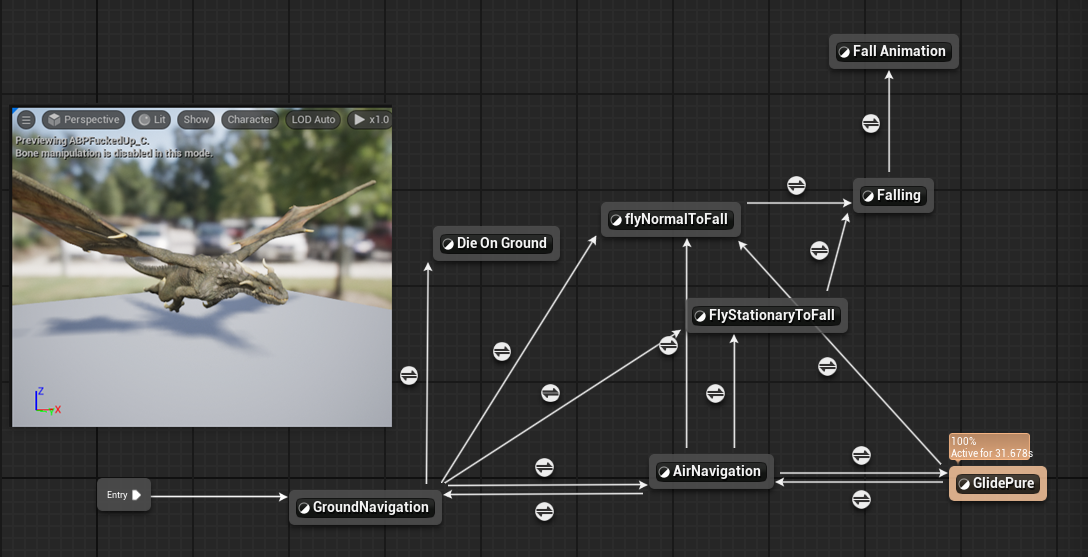 Fall Animation
Perspective
Lit
Show
Character
LOD Auto
x1.0
Previewing ABPFuckedUp_C.
Bone manipulation is disabled in this mode.
Falling
flyNormalToFall
Die On Ground
FlyStationaryToFall
Z
X
100%
Active for 31.678s
AirNavigation
GlidePure
Entry
GroundNavigation